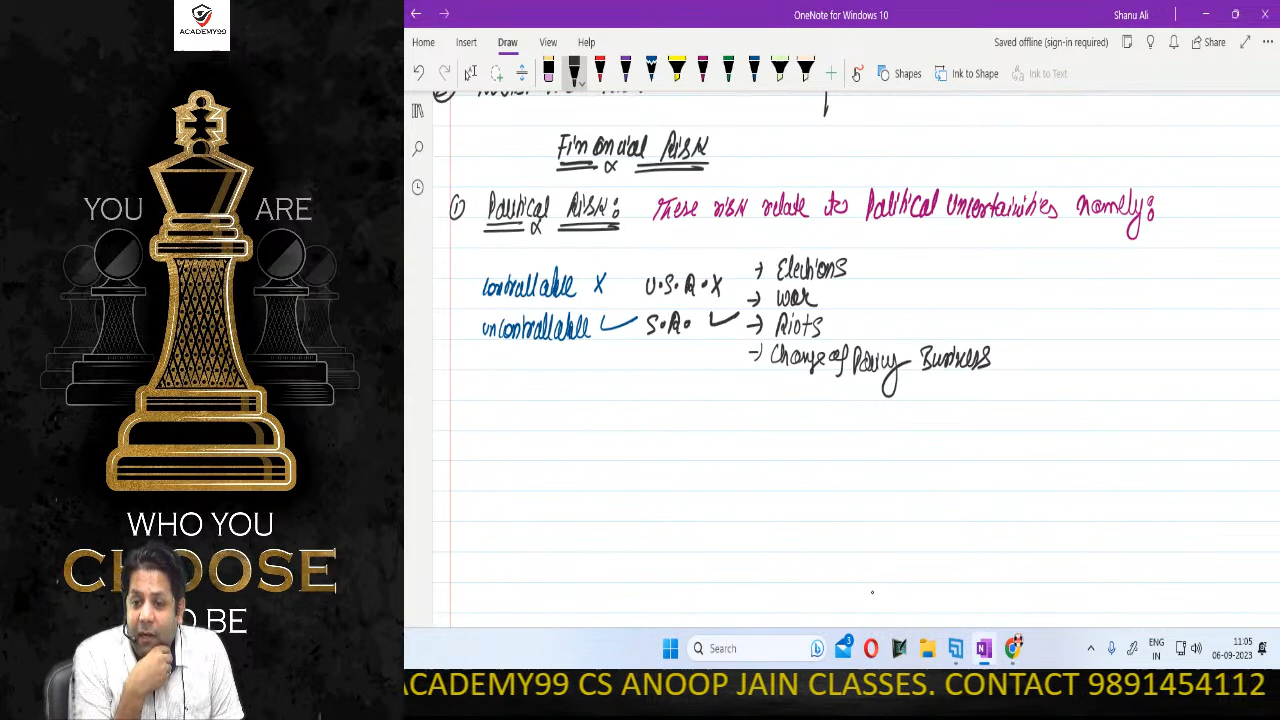 ACADEMY99
YOU ARE
WHO YOU
CHOOSE
TO BE
OneNote for Windows 10
Shanu Ali
Home Insert Draw View Help
Saved offline (sign-in required)
Share
Shapes
Ink to Shape
Ink to Text
Financial Risk
① Political Risk: These risk relate to Political Uncertainities namely:
controllable X U.S.R. X → Elections
→ war
uncontrollable ✓ S.R. ✓ → Riots
→ Change of Policy Business
Search
3
ENG
IN
11:05
06-09-2023
ACADEMY99 CS ANOOP JAIN CLASSES. CONTACT 9891454112